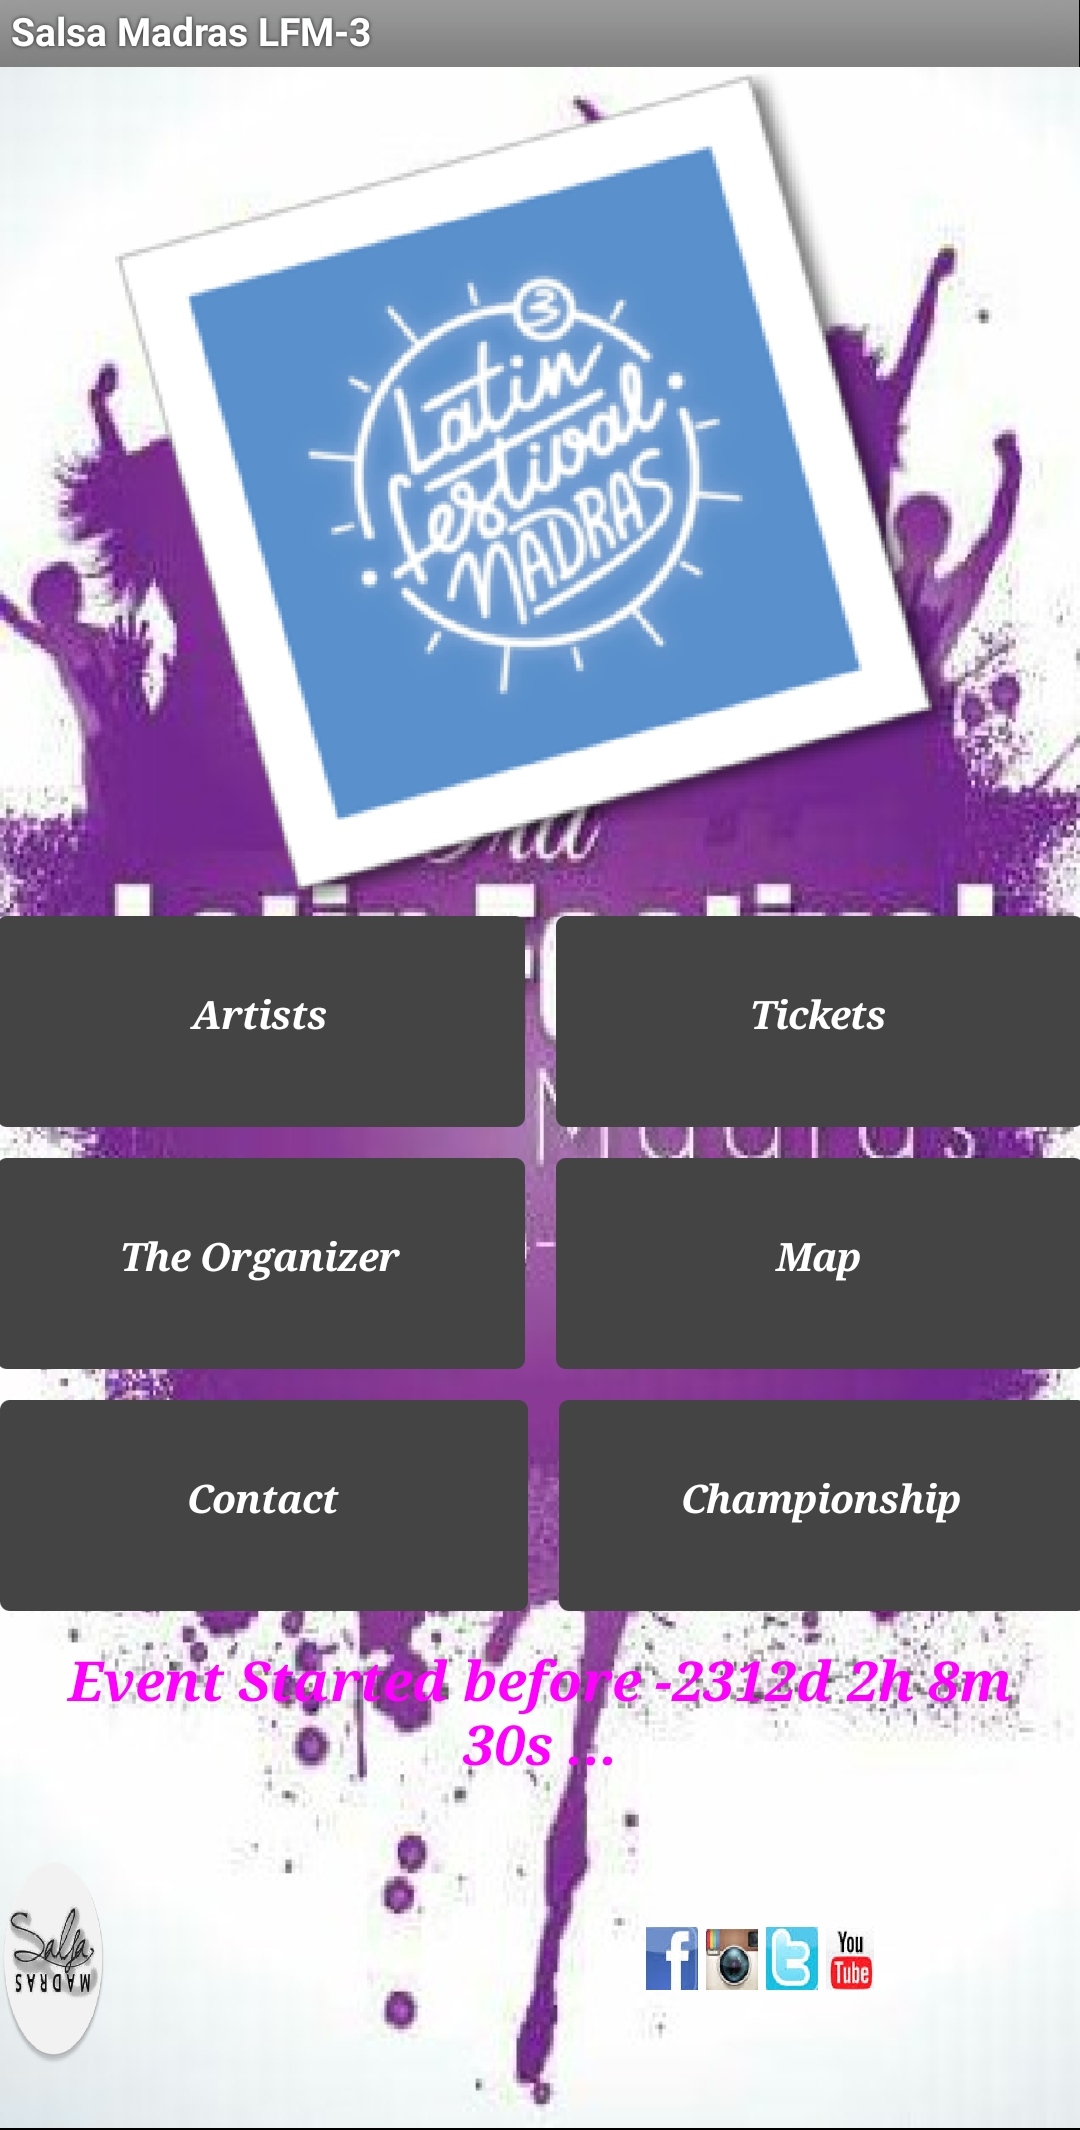 Salsa Madras LFM-3
3
Latin
festival
MADRAS
Artists
Tickets
Madras
The Organizer
Map
Contact
Championship
Event Started before -2312d 2h 8m
30s ...
Salsa
MADRAS
f
t
You
Tube